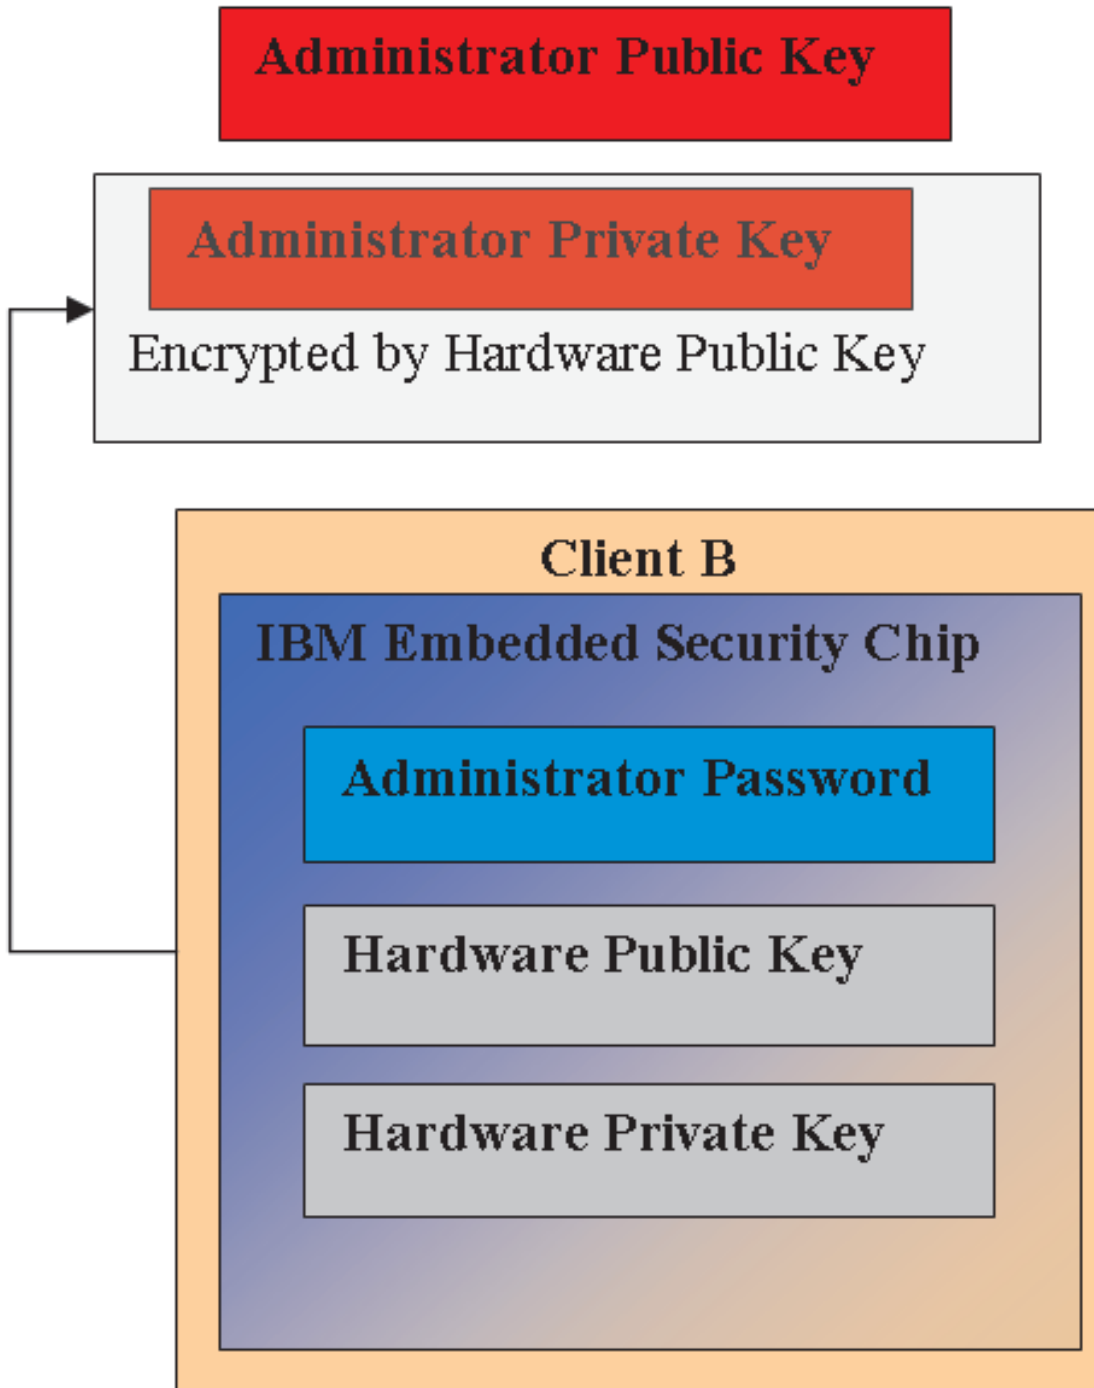 Administrator Public Key
Administrator Private Key
Encrypted by Hardware Public Key
Client B
IBM Embedded Security Chip
Administrator Password
Hardware Public Key
Hardware Private Key